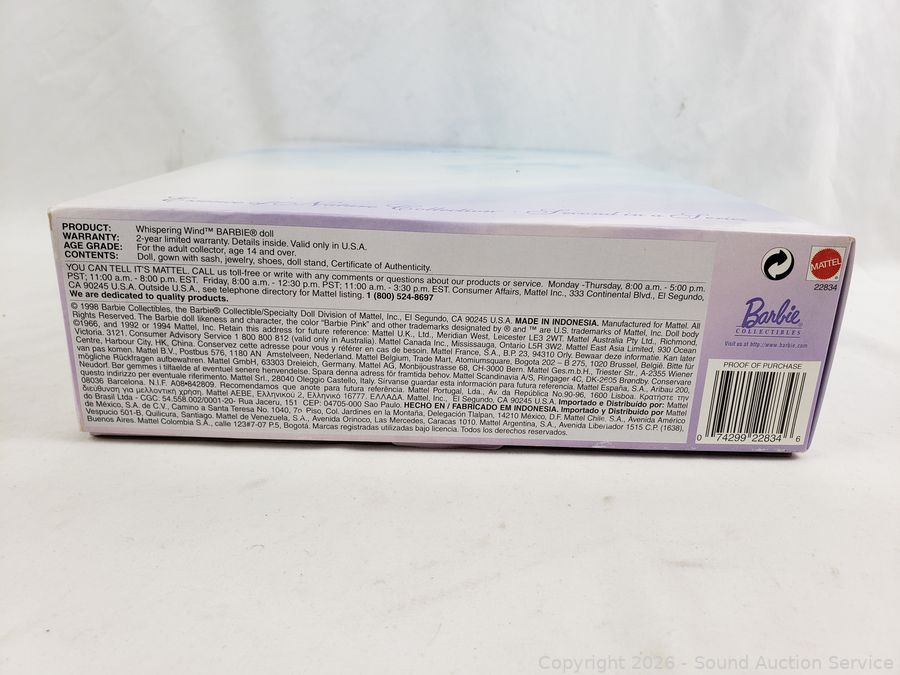 Essence of Nature Collection Second in a Series
PRODUCT: Whispering Wind™ BARBIE® doll
WARRANTY: 2-year limited warranty. Details inside. Valid only in U.S.A.
AGE GRADE: For the adult collector, age 14 and over.
CONTENTS: Doll, gown with sash, jewelry, shoes, doll stand, Certificate of Authenticity.
YOU CAN TELL IT'S MATTEL. CALL us toll-free or write with any comments or questions about our products or service. Monday -Thursday, 8:00 a.m. - 5:00 p.m.
PST; 11:00 a.m. - 8:00 p.m. EST. Friday, 8:00 a.m. - 12:30 p.m. PST; 11:00 a.m. - 3:30 p.m. EST. Consumer Affairs, Mattel Inc., 333 Continental Blvd., El Segundo,
CA 90245 U.S.A. Outside U.S.A., see telephone directory for Mattel listing. 1 (800) 524-8697
We are dedicated to quality products.
© 1998 Barbie Collectibles, the Barbie® Collectible/Specialty Doll Division of Mattel, Inc., El Segundo, CA 90245 U.S.A. MADE IN INDONESIA. Manufactured for Mattel. All
Rights Reserved. The Barbie doll likeness and character, the color "Barbie Pink" and other trademarks designated by ® and ™ are U.S. trademarks of Mattel, Inc. Doll body
©1966, and 1992 or 1994 Mattel, Inc. Retain this address for future reference: Mattel U.K., Ltd., Meridian West, Leicester LE3 2WT. Mattel Australia Pty Ltd., Richmond,
Victoria. 3121. Consumer Advisory Service 1 800 800 812 (valid only in Australia). Mattel Canada Inc., Mississauga, Ontario L5R 3W2. Mattel East Asia Limited, 930 Ocean
Centre, Harbour City, HK, China. Conservez cette adresse pour vous y référer en cas de besoin. Mattel France, S.A., B.P. 23, 94310 Orly. Bewaar deze informatie. Kan later
van pas komen. Mattel B.V., Postbus 576, 1180 AN Amstelveen, Nederland. Mattel Belgium, Trade Mart, Atomiumsquare, Bogota 202 – B 275, 1020 Brussel, België. Bitte für
mögliche Rückfragen aufbewahren. Mattel GmbH, 63303 Dreieich, Germany. Mattel AG, Monbijoustrasse 68, CH-3000 Bern. Mattel Ges.m.b.H., Triester Str., A-2355 Wiener
Neudorf. Bør gemmes i tilfælde af eventuel senere henvendelse. Spara denna adress för framtida behov. Mattel Scandinavia A/S, Ringager 4C, DK-2605 Brøndby. Conservare
questo indirizzo per eventuale riferimento. Mattel Srl., 28040 Oleggio Castello, Italy. Sírvanse guardar esta información para futura referencia. Mattel España, S.A., Aribau 200,
08036 Barcelona. N.I.F. A08•842809. Recomendamos que anote para futura referência. Mattel Portugal Lda., Av. da República No.90-96, 1600 Lisboa. Κρατήστε την
διεύθυνση για μελλοντική χρήση. Mattel AEBE, Ελληνικού 2, Ελληνικό 16777. ΕΛΛΑΔΑ. Mattel, Inc., El Segundo, CA 90245 U.S.A. Importado e Distribuido por: Mattel
do Brasil Ltda - CGC: 54.558.002/0001-20- Rua Jaceru, 151 CEP: 04705-000 Sao Paulo. HECHO EN / FABRICADO EM INDONESIA. Importado y Distribuido por Mattel
de México, S.A. de C.V., Camino a Santa Teresa No. 1040, 7o Piso, Col. Jardines en la Montaña, Delegación Tlalpan, 14210 México, D.F. Mattel Chile, S.A., Avenida Américo
Vespucio 501-B, Quilicura, Santiago. Mattel de Venezuela, S.A., Avenida Orinoco, Las Mercedes, Caracas 1010. Mattel Argentina, S.A., Avenida Libertador 1515 C.P. (1638),
Buenos Aires. Mattel Colombia S.A., calle 123#7-07 P.5, Bogotá. Marcas registradas utilizadas bajo licencia. Todos los derechos reservados.
MATTEL
22834
Barbie®
COLLECTIBLES
Visit us at http://www.barbie.com
PROOF OF PURCHASE
0 74299 22834 6
Copyright 2026 - Sound Auction Service